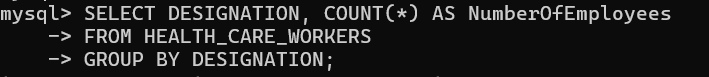 mysql> SELECT DESIGNATION, COUNT(*) AS NumberOfEmployees
    -> FROM HEALTH_CARE_WORKERS
    -> GROUP BY DESIGNATION;